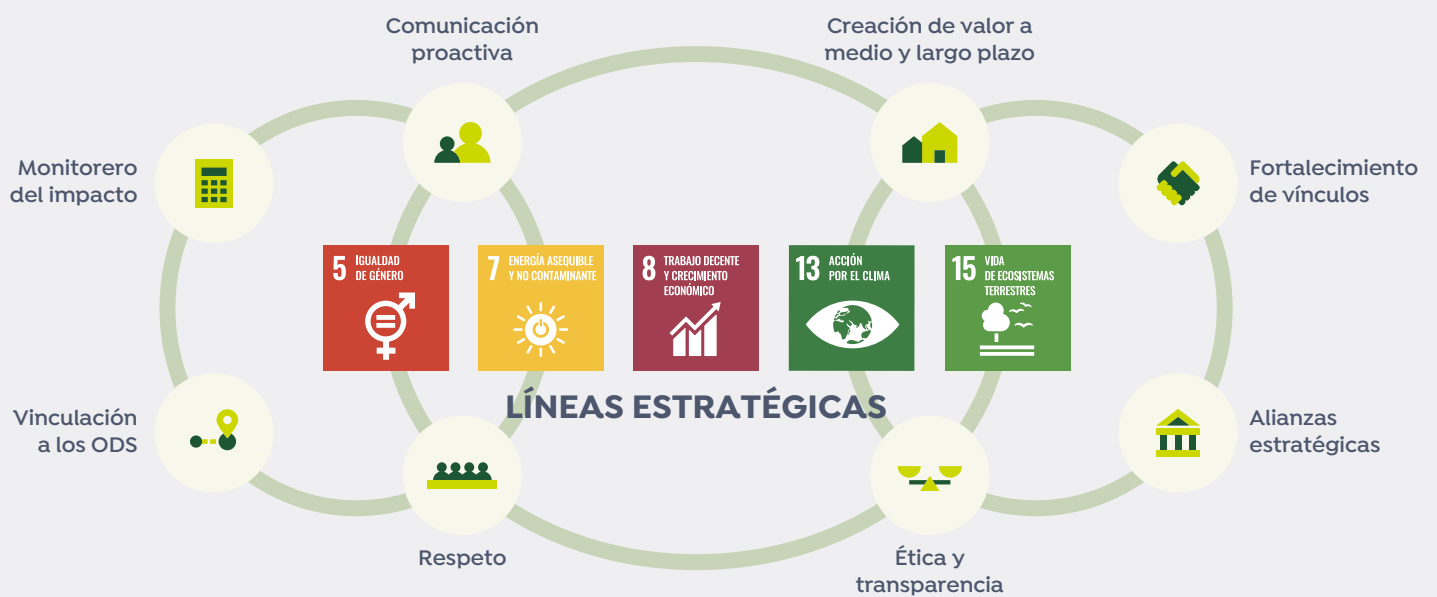 Comunicación
proactiva
Creación de valor a
medio y largo plazo
Monitorero
del impacto
Fortalecimiento
de vínculos
5 IGUALDAD
DE GÉNERO
7 ENERGÍA ASEQUIBLE
Y NO CONTAMINANTE
8 TRABAJO DECENTE
Y CRECIMIENTO
ECONÓMICO
13 ACCIÓN
POR EL CLIMA
15 VIDA
DE ECOSISTEMAS
TERRESTRES
LÍNEAS ESTRATÉGICAS
Vinculación
a los ODS
Alianzas
estratégicas
Respeto
Ética y
transparencia